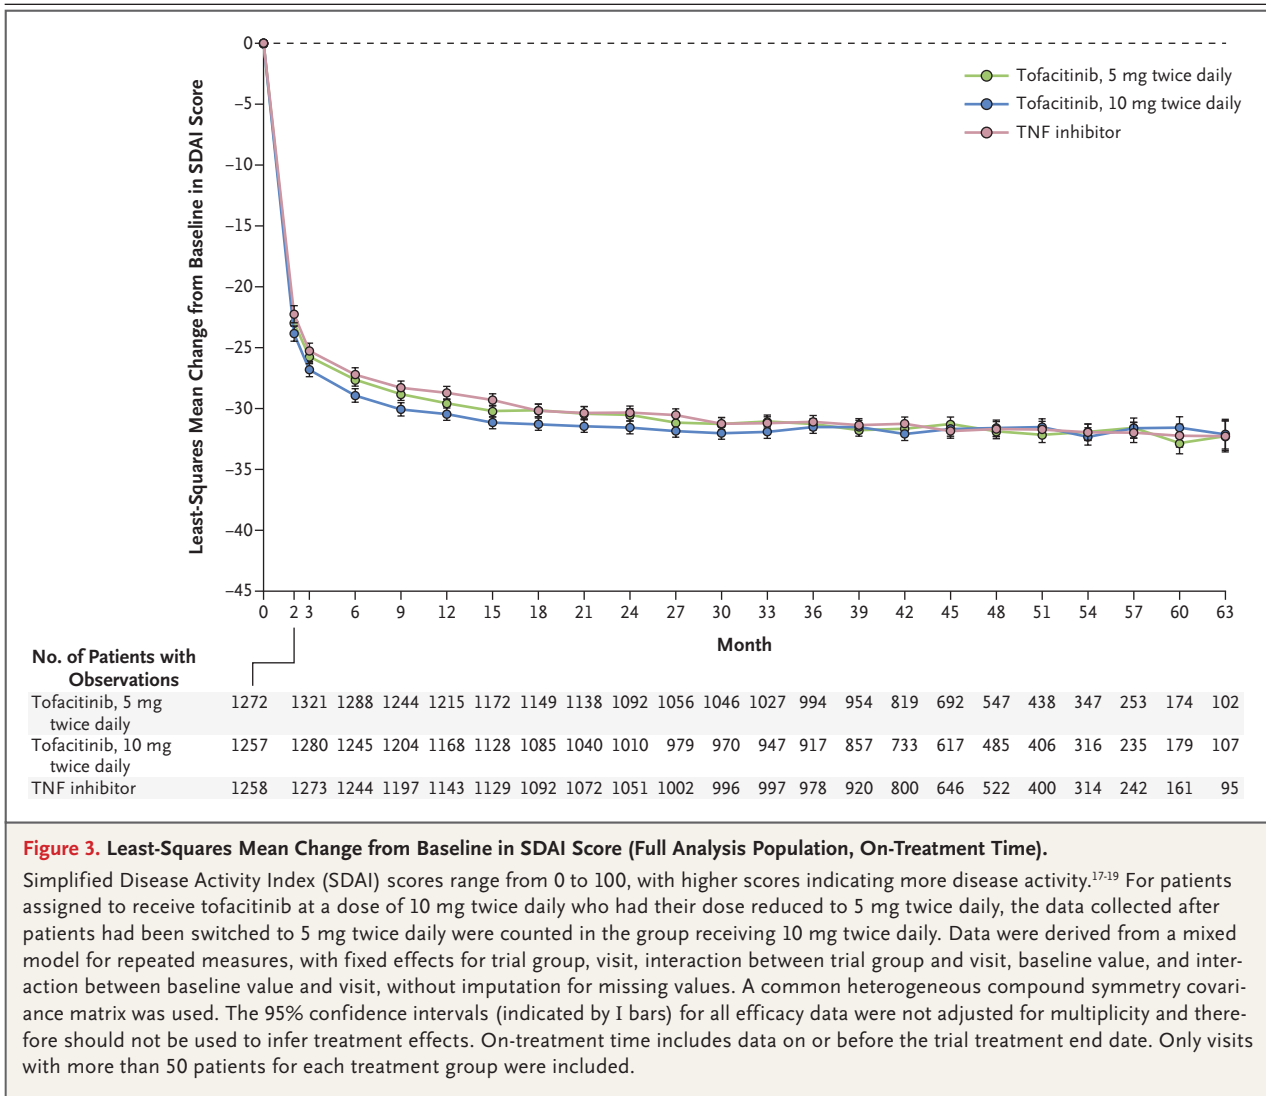 0
−5
−10
−15
−20
−25
−30
−35
−40
−45
Least-Squares Mean Change from Baseline in SDAI Score
Tofacitinib, 5 mg twice daily
Tofacitinib, 10 mg twice daily
TNF inhibitor
0 2 3 6 9 12 15 18 21 24 27 30 33 36 39 42 45 48 51 54 57 60 63
Month
No. of Patients with
Observations
Tofacitinib, 5 mg 1272 1321 1288 1244 1215 1172 1149 1138 1092 1056 1046 1027 994 954 819 692 547 438 347 253 174 102
twice daily
Tofacitinib, 10 mg 1257 1280 1245 1204 1168 1128 1085 1040 1010 979 970 947 917 857 733 617 485 406 316 235 179 107
twice daily
TNF inhibitor 1258 1273 1244 1197 1143 1129 1092 1072 1051 1002 996 997 978 920 800 646 522 400 314 242 161 95
Figure 3. Least-Squares Mean Change from Baseline in SDAI Score (Full Analysis Population, On-Treatment Time).
Simplified Disease Activity Index (SDAI) scores range from 0 to 100, with higher scores indicating more disease activity.17-19 For patients
assigned to receive tofacitinib at a dose of 10 mg twice daily who had their dose reduced to 5 mg twice daily, the data collected after
patients had been switched to 5 mg twice daily were counted in the group receiving 10 mg twice daily. Data were derived from a mixed
model for repeated measures, with fixed effects for trial group, visit, interaction between trial group and visit, baseline value, and inter-
action between baseline value and visit, without imputation for missing values. A common heterogeneous compound symmetry covari-
ance matrix was used. The 95% confidence intervals (indicated by I bars) for all efficacy data were not adjusted for multiplicity and there-
fore should not be used to infer treatment effects. On-treatment time includes data on or before the trial treatment end date. Only visits
with more than 50 patients for each treatment group were included.